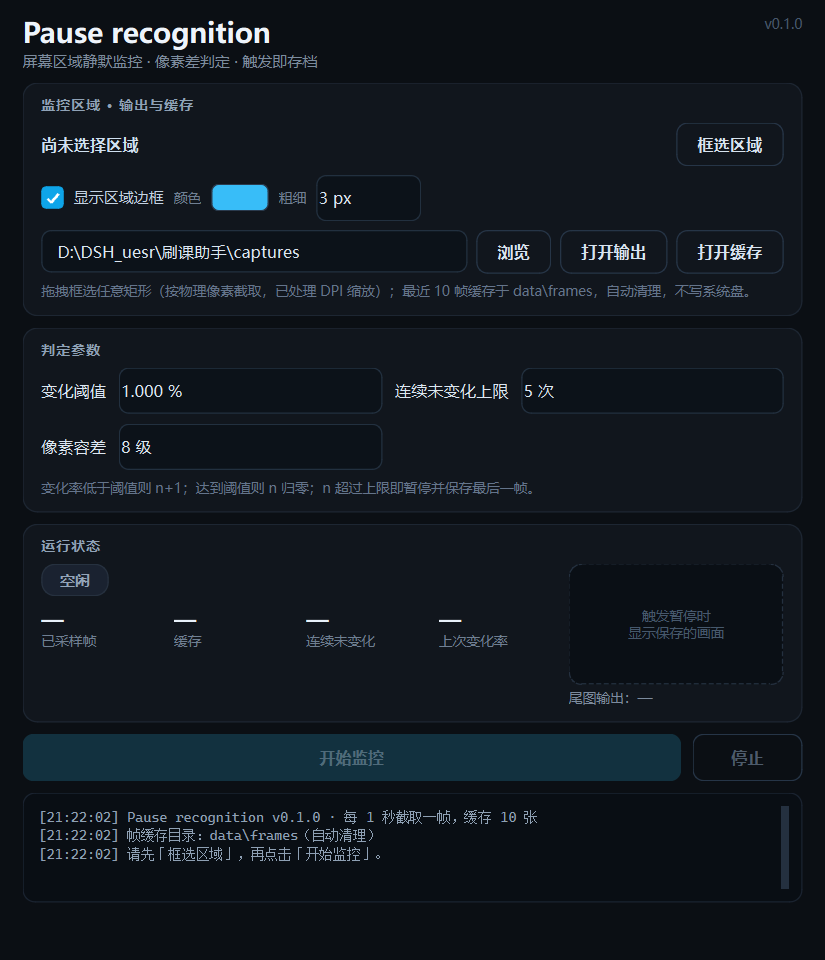 Pause recognition
v0.1.0
屏幕区域静默监控 · 像素差判定 · 触发即存档
监控区域 • 输出与缓存
尚未选择区域
框选区域
显示区域边框 颜色 粗细 3 px
D:\DSH_uesr\刷课助手\captures 浏览 打开输出 打开缓存
拖拽框选任意矩形（按物理像素截取，已处理 DPI 缩放）；最近 10 帧缓存于 data\frames，自动清理，不写系统盘。
判定参数
变化阈值 1.000 % 连续未变化上限 5 次
像素容差 8 级
变化率低于阈值则 n+1；达到阈值则 n 归零；n 超过上限即暂停并保存最后一帧。
运行状态
空闲
— — — —
已采样帧 缓存 连续未变化 上次变化率
触发暂停时
显示保存的画面
尾图输出：—
开始监控 停止
[21:22:02] Pause recognition v0.1.0 · 每 1 秒截取一帧，缓存 10 张
[21:22:02] 帧缓存目录：data\frames（自动清理）
[21:22:02] 请先「框选区域」，再点击「开始监控」。